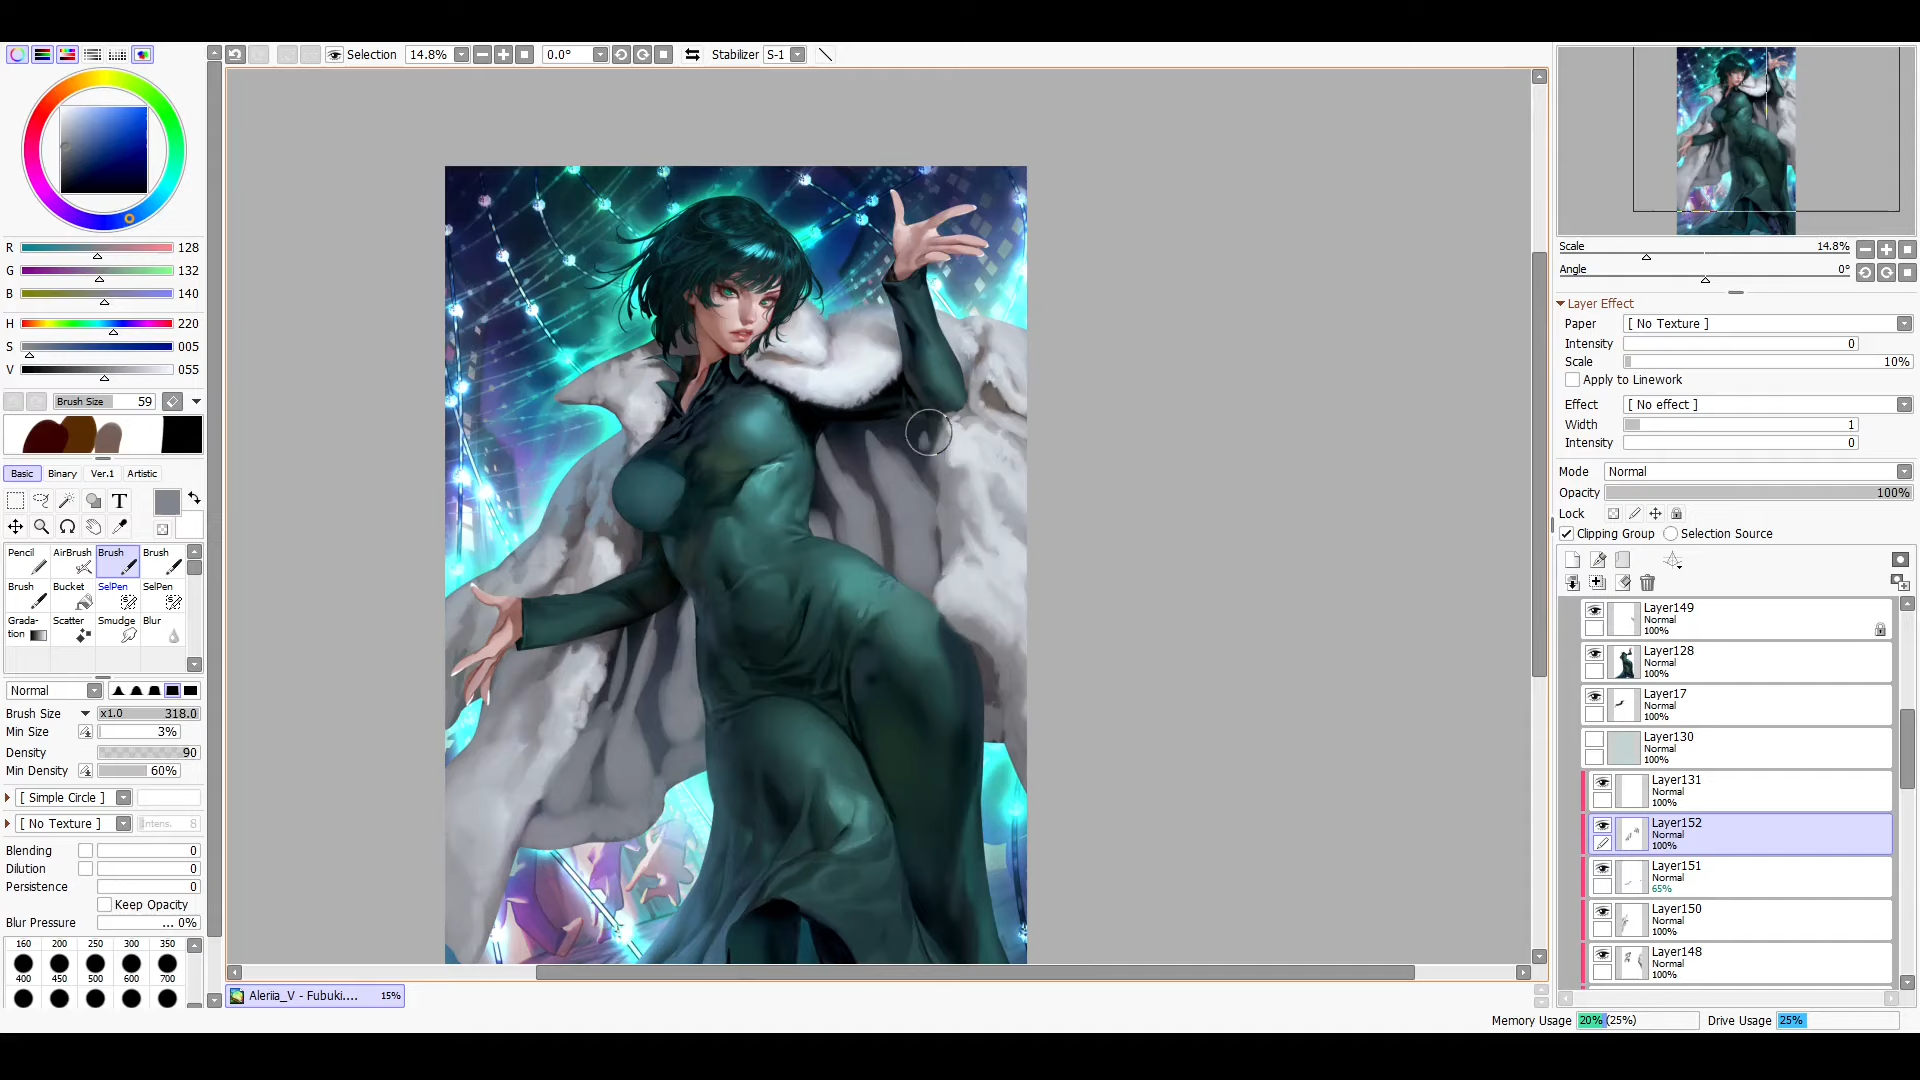 Selection 14.8% 0.0° Stabilizer S-1
R 128
G 132
B 140
H 220
S 005
V 055
Brush Size 59
Basic Binary Ver.1 Artistic
T
Pencil AirBrush Brush Brush
Brush Bucket SelPen SelPen
Grada-
tion Scatter Smudge Blur
Normal
Brush Size x1.0 318.0
Min Size 3%
Density 90
Min Density 60%
[ Simple Circle ]
[ No Texture ] Intens. 8
Blending 0
Dilution 0
Persistence 0
Keep Opacity
Blur Pressure ... 0%
160 200 250 300 350
400 450 500 600 700
Aleriia_V - Fubuki.... 15%
Scale 14.8%
Angle 0°
Layer Effect
Paper [ No Texture ]
Intensity 0
Scale 10%
Apply to Linework
Effect [ No effect ]
Width 1
Intensity 0
Mode Normal
Opacity 100%
Lock
Clipping Group Selection Source
Layer149
Normal
100%
Layer128
Normal
100%
Layer17
Normal
100%
Layer130
Normal
100%
Layer131
Normal
100%
Layer152
Normal
100%
Layer151
Normal
65%
Layer150
Normal
100%
Layer148
Normal
100%
Memory Usage 20% (25%) Drive Usage 25%